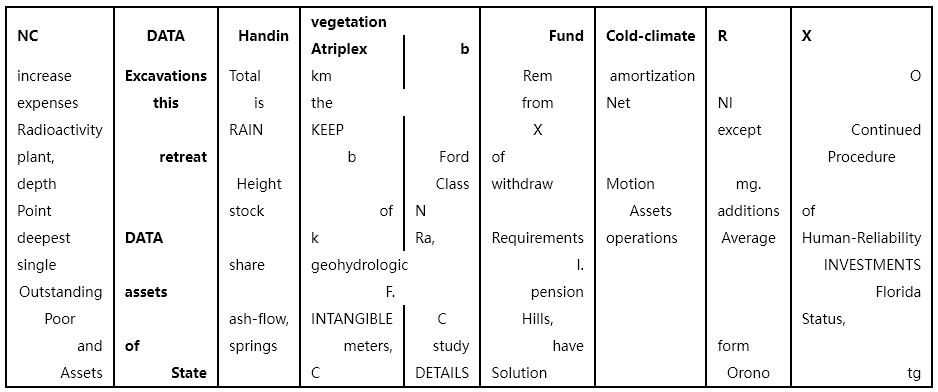 vegetation
NC DATA Handin Fund Cold-climate R X
Atriplex b
increase Excavations Total km Rem amortization O
expenses this is the from Net NI
Radioactivity RAIN KEEP X except Continued
plant, retreat b Ford of Procedure
depth Height Class withdraw Motion mg.
Point stock of N Assets additions of
deepest DATA k Ra, Requirements operations Average Human-Reliability
single share geohydrologic I. INVESTMENTS
Outstanding assets F. pension Florida
Poor ash-flow, INTANGIBLE C Hills, Status,
and of springs meters, study have form
Assets State C DETAILS Solution Orono tg